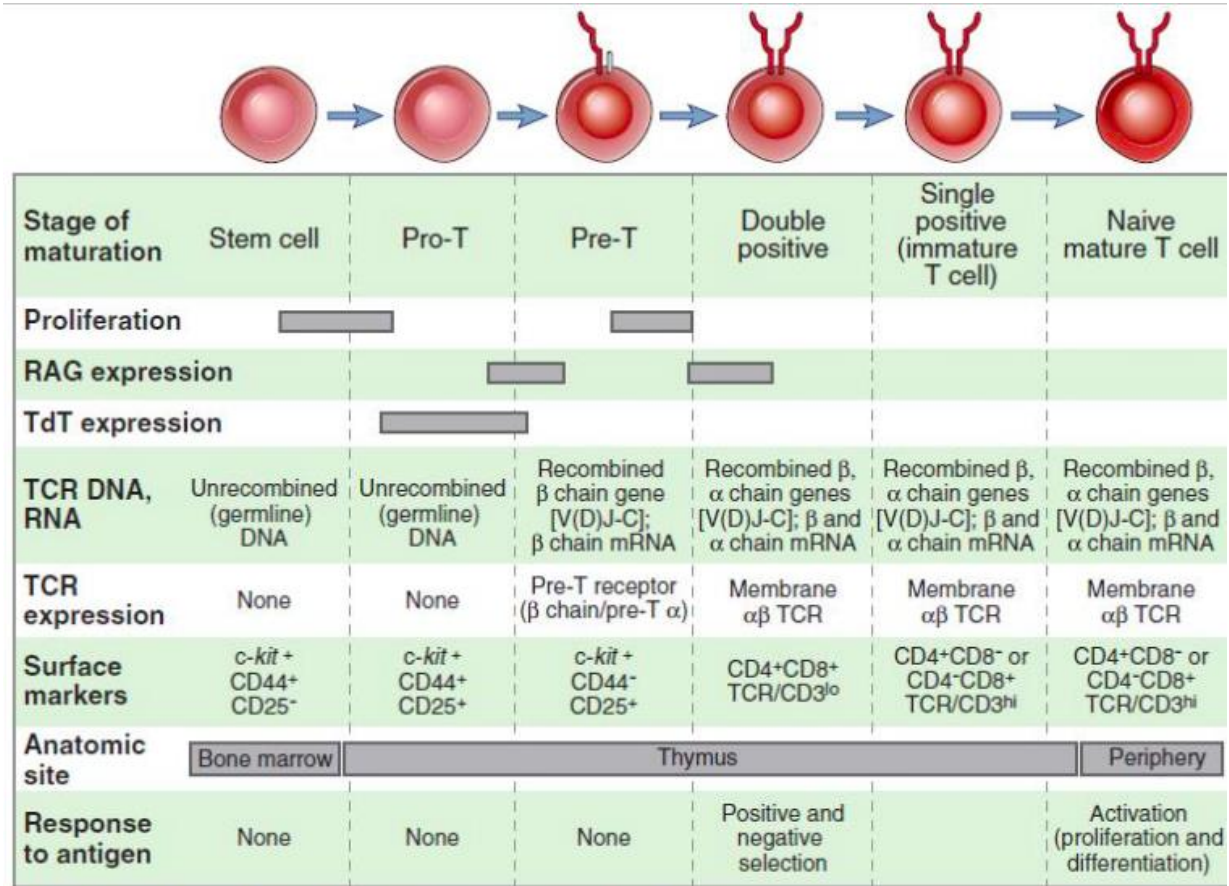 Stage of
maturation
Stem cell
Pro-T
Pre-T
Double
positive
Single
positive
(immature
T cell)
Naive
mature T cell
Proliferation
RAG expression
TdT expression
TCR DNA,
RNA
Unrecombined
(germline)
DNA
Unrecombined
(germline)
DNA
Recombined
β chain gene
[V(D)J-C];
β chain mRNA
Recombined β,
α chain genes
[V(D)J-C]; β and
α chain mRNA
Recombined β,
α chain genes
[V(D)J-C]; β and
α chain mRNA
Recombined β,
α chain genes
[V(D)J-C]; β and
α chain mRNA
TCR
expression
None
None
Pre-T receptor
(β chain/pre-T α)
Membrane
αβ TCR
Membrane
αβ TCR
Membrane
αβ TCR
Surface
markers
c-kit +
CD44+
CD25-
c-kit +
CD44+
CD25+
c-kit +
CD44-
CD25+
CD4+CD8+
TCR/CD3lo
CD4+CD8- or
CD4-CD8+
TCR/CD3hi
CD4+CD8- or
CD4-CD8+
TCR/CD3hi
Anatomic
site
Bone marrow
Thymus
Periphery
Response
to antigen
None
None
None
Positive and
negative
selection
Activation
(proliferation and
differentiation)